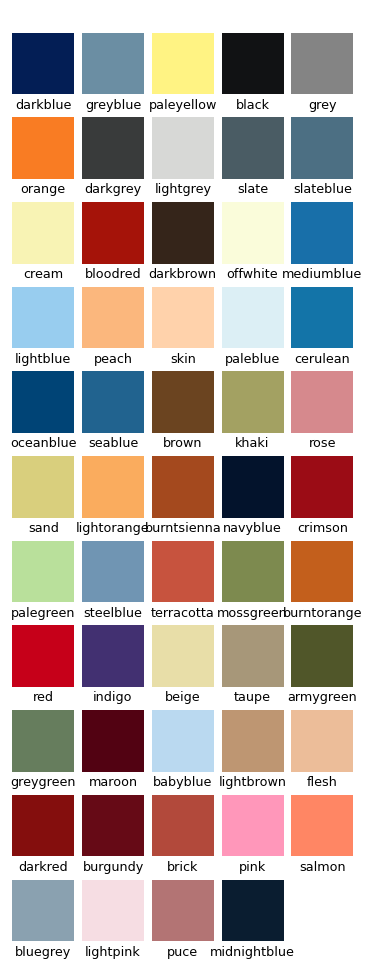 darkblue greyblue paleyellow black grey
orange darkgrey lightgrey slate slateblue
cream bloodred darkbrown offwhite mediumblue
lightblue peach skin paleblue cerulean
oceanblue seablue brown khaki rose
sand lightorange burntsienna navyblue crimson
palegreen steelblue terracotta mossgreen burntorange
red indigo beige taupe armygreen
greygreen maroon babyblue lightbrown flesh
darkred burgundy brick pink salmon
bluegrey lightpink puce midnightblue